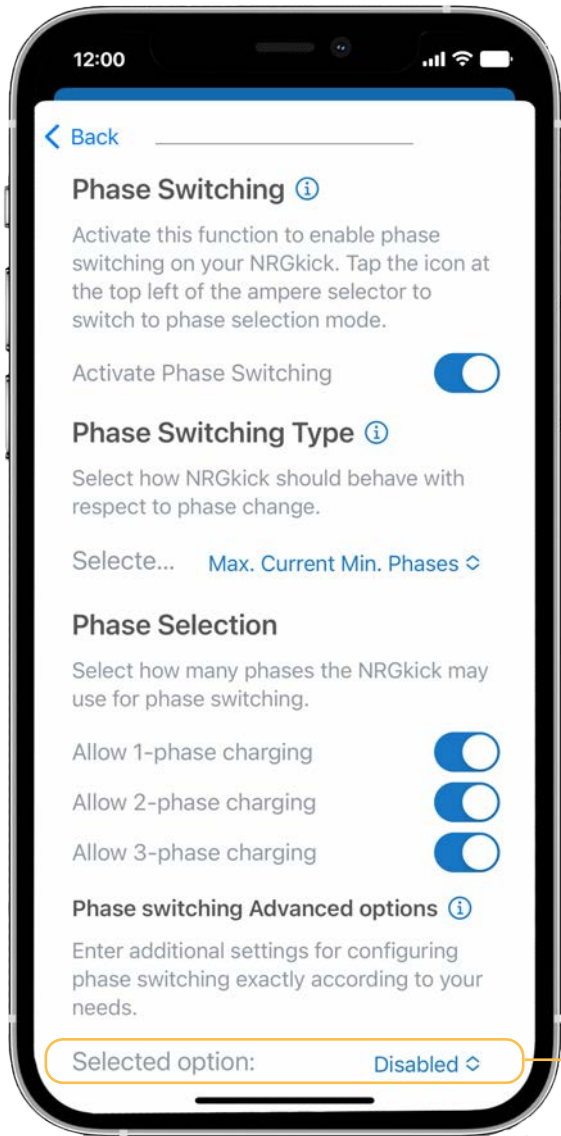 12:00
Back
Phase Switching
Activate this function to enable phase
switching on your NRGkick. Tap the icon at
the top left of the ampere selector to
switch to phase selection mode.
Activate Phase Switching
Phase Switching Type
Select how NRGkick should behave with
respect to phase change.
Selecte... Max. Current Min. Phases
Phase Selection
Select how many phases the NRGkick may
use for phase switching.
Allow 1-phase charging
Allow 2-phase charging
Allow 3-phase charging
Phase switching Advanced options
Enter additional settings for configuring
phase switching exactly according to your
needs.
Selected option: Disabled